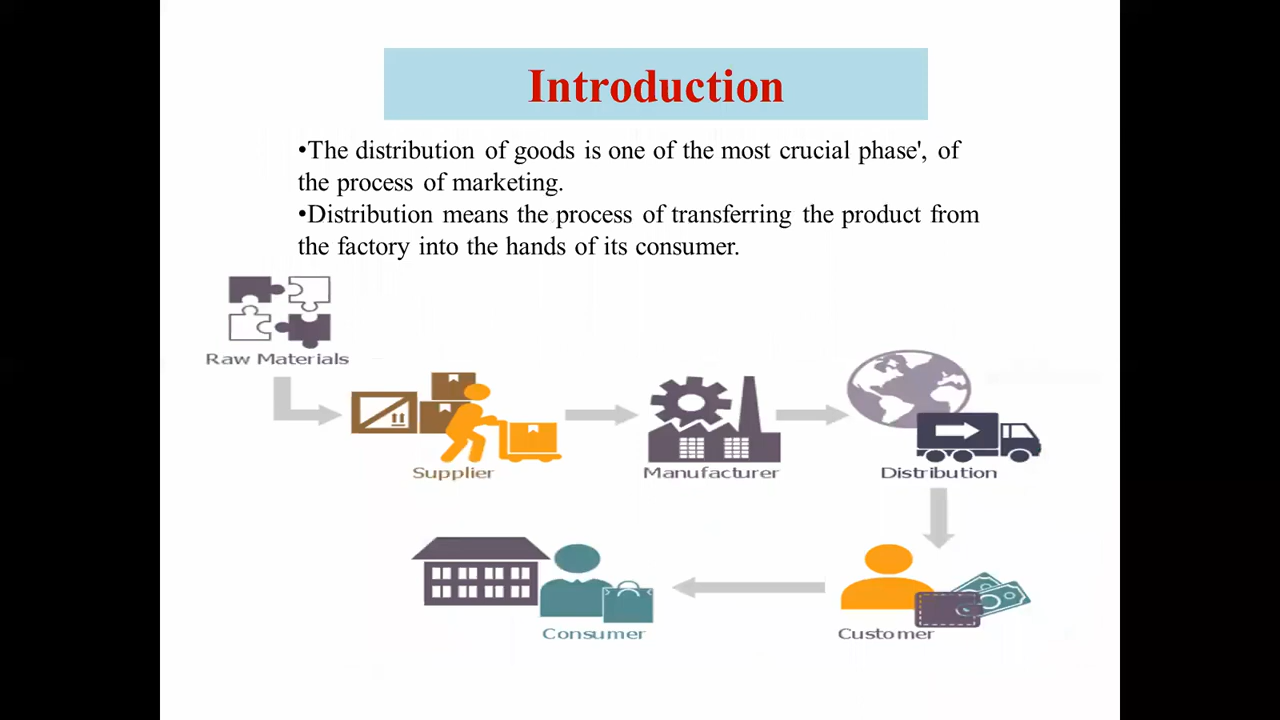 Introduction
•The distribution of goods is one of the most crucial phase', of
the process of marketing.
•Distribution means the process of transferring the product from
the factory into the hands of its consumer.
Raw Materials
Supplier
Manufacturer
Distribution
Consumer
Customer